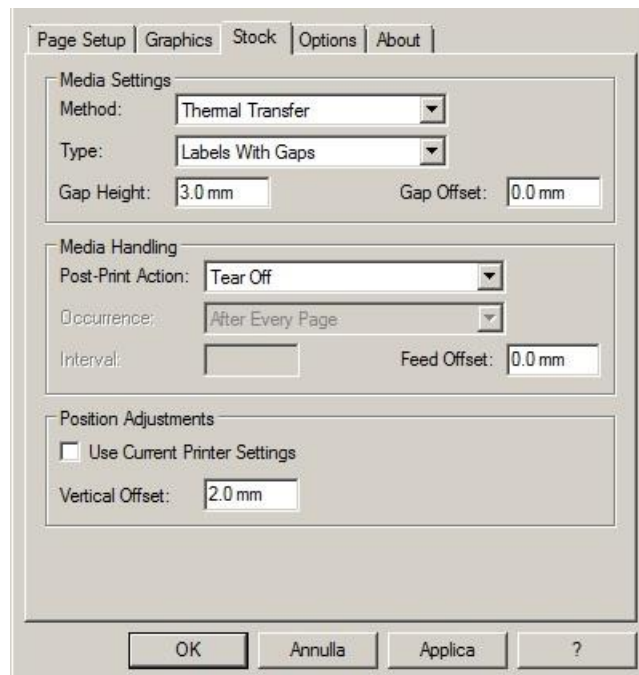 Page Setup Graphics Stock Options About
Media Settings
Method: Thermal Transfer
Type: Labels With Gaps
Gap Height: 3.0 mm Gap Offset: 0.0 mm
Media Handling
Post-Print Action: Tear Off
Occurrence: After Every Page
Interval: Feed Offset: 0.0 mm
Position Adjustments
Use Current Printer Settings
Vertical Offset: 2.0 mm
OK Annulla Applica ?